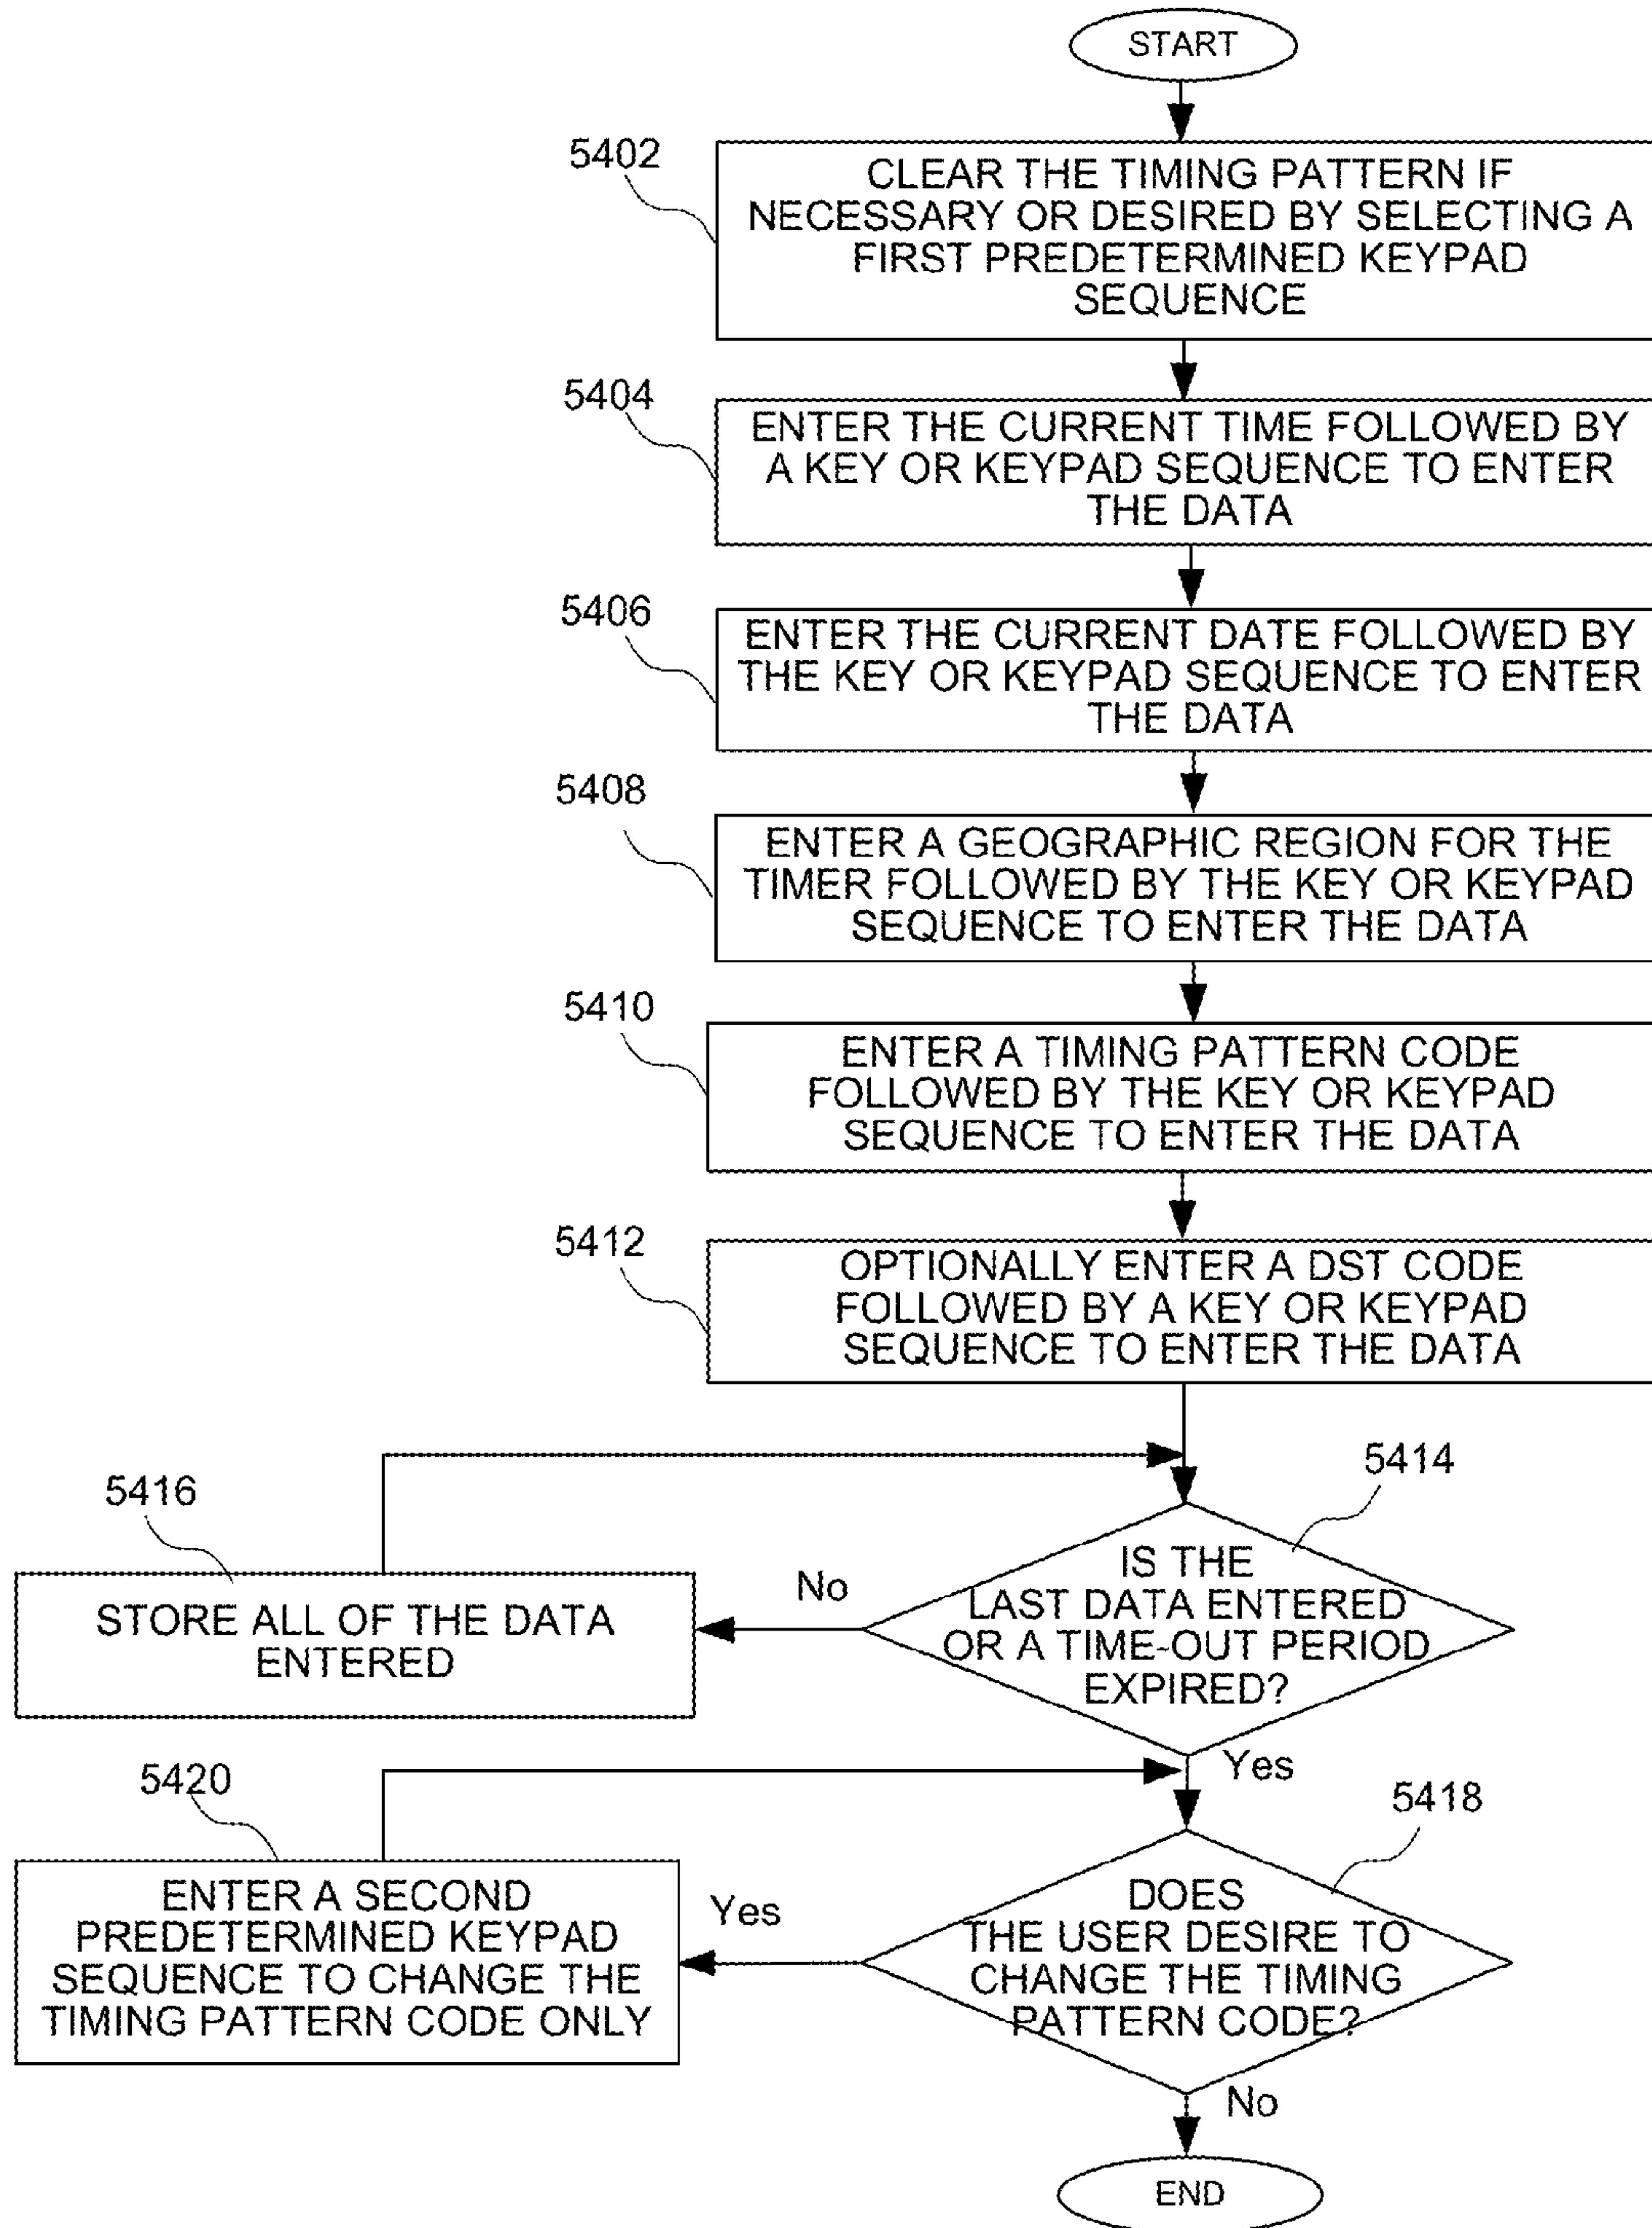 START
5402
CLEAR THE TIMING PATTERN IF
NECESSARY OR DESIRED BY SELECTING A
FIRST PREDETERMINED KEYPAD
SEQUENCE
5404
ENTER THE CURRENT TIME FOLLOWED BY
A KEY OR KEYPAD SEQUENCE TO ENTER
THE DATA
5406
ENTER THE CURRENT DATE FOLLOWED BY
THE KEY OR KEYPAD SEQUENCE TO ENTER
THE DATA
5408
ENTER A GEOGRAPHIC REGION FOR THE
TIMER FOLLOWED BY THE KEY OR KEYPAD
SEQUENCE TO ENTER THE DATA
5410
ENTER A TIMING PATTERN CODE
FOLLOWED BY THE KEY OR KEYPAD
SEQUENCE TO ENTER THE DATA
5412
OPTIONALLY ENTER A DST CODE
FOLLOWED BY A KEY OR KEYPAD
SEQUENCE TO ENTER THE DATA
5414
IS THE
LAST DATA ENTERED
OR A TIME-OUT PERIOD
EXPIRED?
No
5416
STORE ALL OF THE DATA
ENTERED
Yes
5418
DOES
THE USER DESIRE TO
CHANGE THE TIMING
PATTERN CODE?
Yes
5420
ENTER A SECOND
PREDETERMINED KEYPAD
SEQUENCE TO CHANGE THE
TIMING PATTERN CODE ONLY
No
END